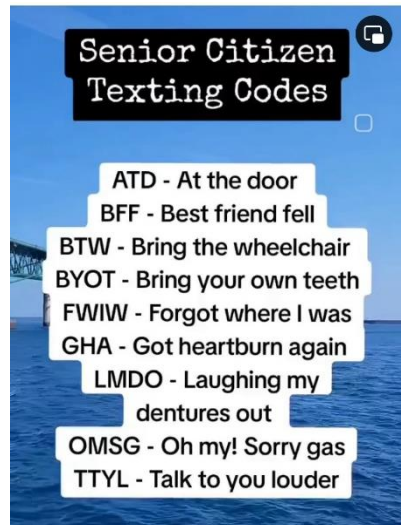 Senior Citizen
Texting Codes
ATD - At the door
BFF - Best friend fell
BTW - Bring the wheelchair
BYOT - Bring your own teeth
FWIW - Forgot where I was
GHA - Got heartburn again
LMDO - Laughing my
dentures out
OMSG - Oh my! Sorry gas
TTYL - Talk to you louder